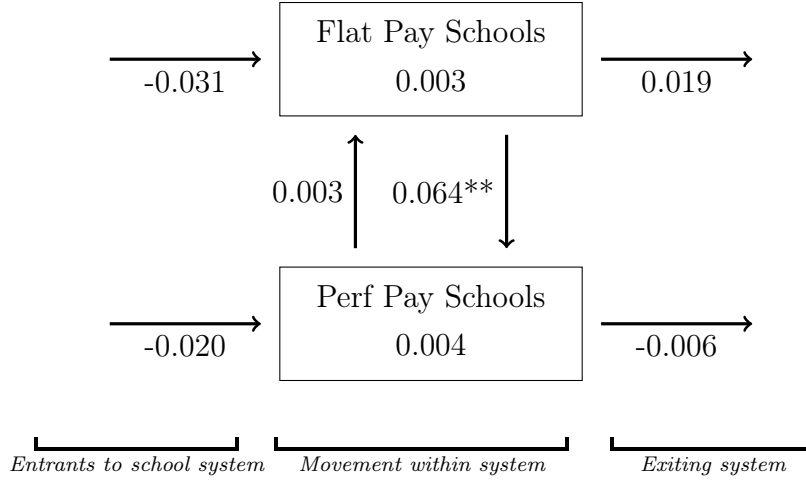 Flat Pay Schools
0.003
-0.031
0.019
0.003
0.064**
Perf Pay Schools
0.004
-0.020
-0.006
Entrants to school system
Movement within system
Exiting system